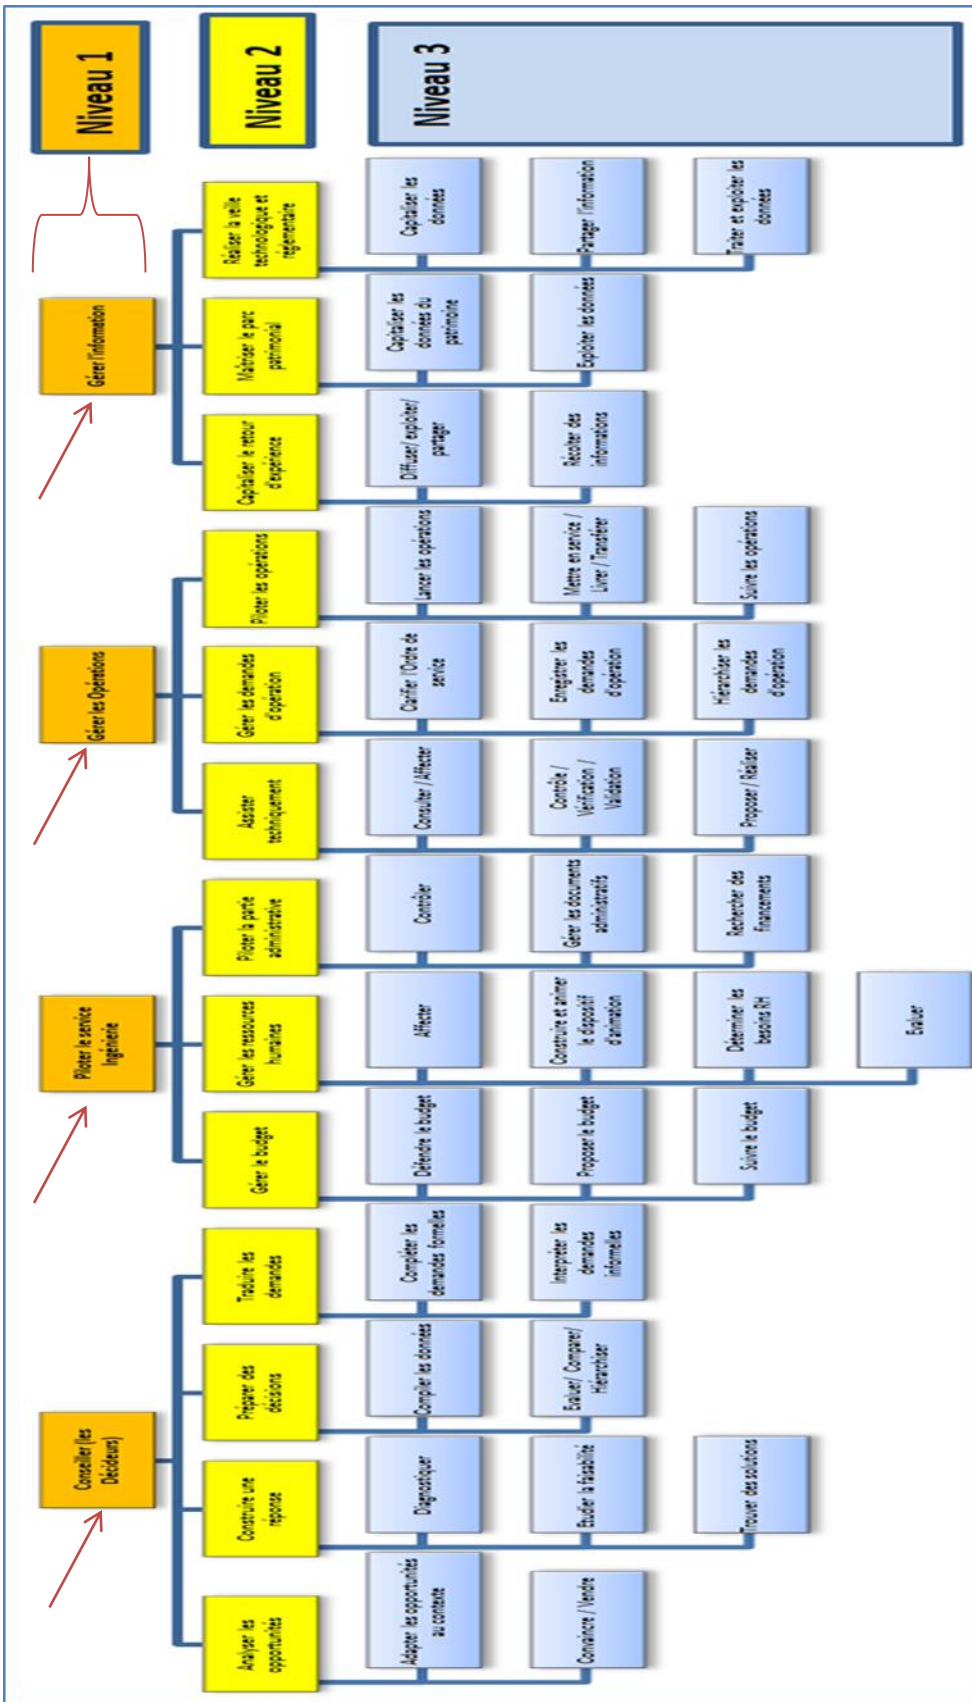 Niveau 1
Niveau 2
Niveau 3
Conseiller (les
Décideurs)
Piloter le service
Ingénierie
Gérer les Opérations
Gérer l'information
Analyser les
opportunités
Construire une
réponse
Préparer des
décisions
Traduire les
demandes
Gérer le budget
Gérer les ressources
humaines
Piloter la partie
administrative
Assister
techniquement
Gérer les demandes
d'opération
Piloter les opérations
Capitaliser le retour
d'expérience
Maîtriser le parc
patrimonial
Réaliser la veille
technologique et
réglementaire
Adapter les opportunités
au contexte
Convaincre / Vendre
Diagnostiquer
Etudier la faisabilité
Trouver des solutions
Compiler les données
Evaluer/ Comparer/
Hiérarchiser
Compléter les
demandes formelles
Interpréter les
demandes
informelles
Défendre le budget
Proposer le budget
Suivre le budget
Affecter
Construire et animer
le dispositif
d'animation
Déterminer les
besoins RH
Evaluer
Contrôler
Gérer les documents
administratifs
Rechercher des
financements
Consulter / Affecter
Contrôle /
Vérification /
Validation
Proposer / Réaliser
Clarifier l'Ordre de
service
Enregistrer les
demandes
d'opération
Hiérarchiser les
demandes
d'opération
Lancer les opérations
Mettre en service /
Livrer / Transférer
Suivre les opérations
Diffuser/ exploiter/
partager
Récolter des
informations
Capitaliser les
données du
patrimoine
Exploiter les données
Capitaliser les
données
Partager l'information
Traiter et exploiter les
données